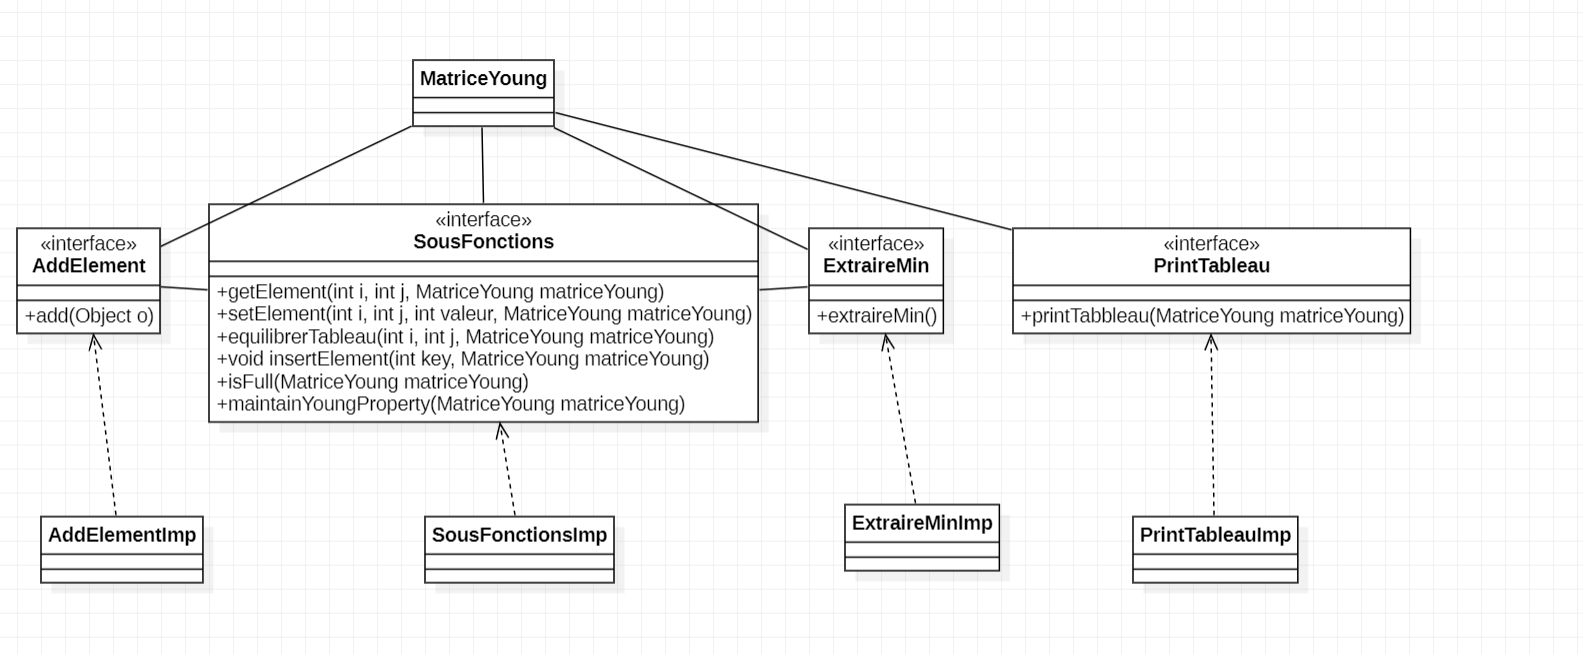 MatriceYoung
«interface»
AddElement
+add(Object o)
«interface»
SousFonctions
+getElement(int i, int j, MatriceYoung matriceYoung)
+setElement(int i, int j, int valeur, MatriceYoung matriceYoung)
+equilibrerTableau(int i, int j, MatriceYoung matriceYoung)
+void insertElement(int key, MatriceYoung matriceYoung)
+isFull(MatriceYoung matriceYoung)
+maintainYoungProperty(MatriceYoung matriceYoung)
«interface»
ExtraireMin
+extraireMin()
«interface»
PrintTableau
+printTabbleau(MatriceYoung matriceYoung)
AddElementImp
SousFonctionsImp
ExtraireMinImp
PrintTableauImp